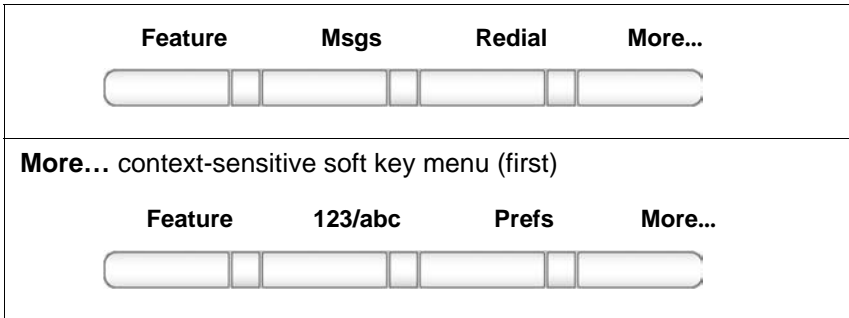 Feature Msgs Redial More...
More… context-sensitive soft key menu (first)
Feature 123/abc Prefs More...